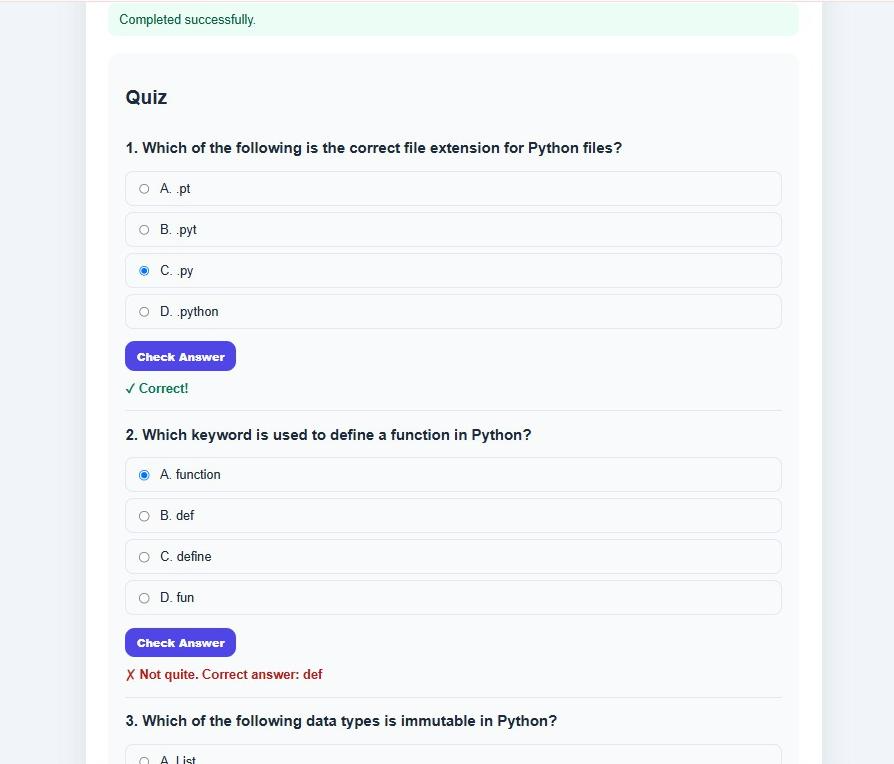 Completed successfully.
Quiz
1. Which of the following is the correct file extension for Python files?
A. .pt
B. .pyt
C. .py
D. .python
Check Answer
✓ Correct!
2. Which keyword is used to define a function in Python?
A. function
B. def
C. define
D. fun
Check Answer
✗ Not quite. Correct answer: def
3. Which of the following data types is immutable in Python?
A. List